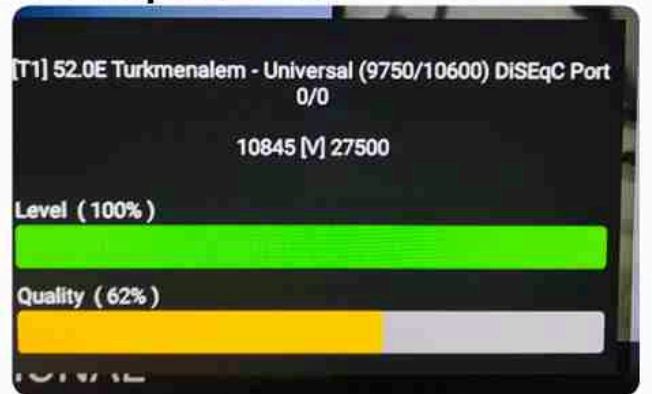 [T1] 52.0E Turkmenalem - Universal (9750/10600) DiSEqC Port
0/0
10845 [V] 27500
Level ( 100% )
Quality ( 62% )